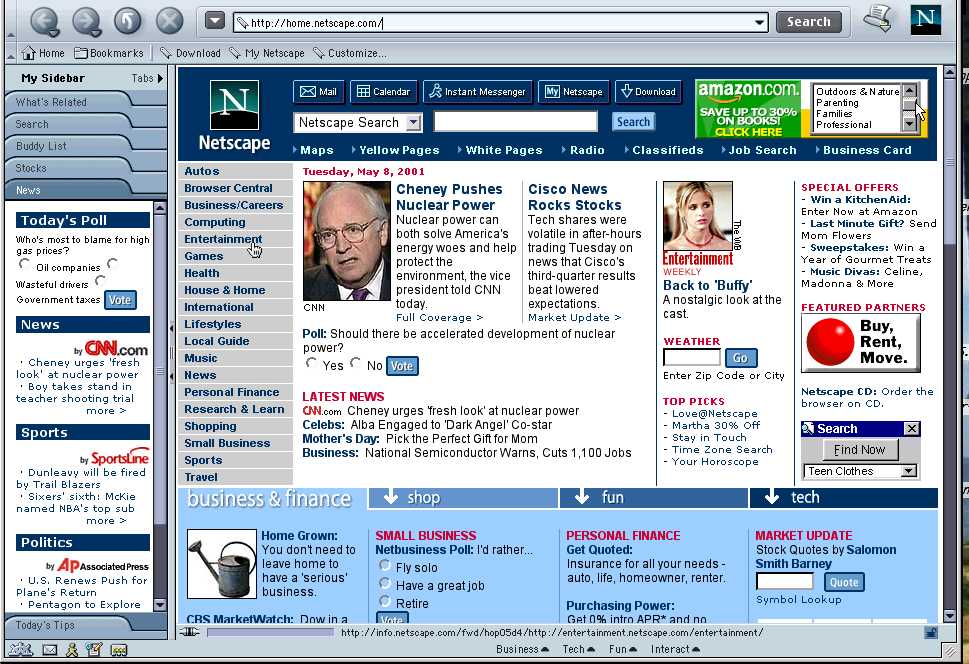 http://home.netscape.com/
Search
N
Home Bookmarks Download My Netscape Customize...
My Sidebar Tabs
What's Related
Search
Buddy List
Stocks
News
Today's Poll
Who's most to blame for high
gas prices?
Oil companies
Wasteful drivers
Government taxes Vote
News
by CNN.com
· Cheney urges 'fresh
look' at nuclear power
· Boy takes stand in
teacher shooting trial
more >
Sports
by SportsLine
· Dunleavy will be fired
by Trail Blazers
· Sixers' sixth: McKie
named NBA's top sub
more >
Politics
by AP Associated Press
· U.S. Renews Push for
Plane's Return
· Pentagon to Explore
Today's Tips
N
Netscape
Mail Calendar Instant Messenger My Netscape Download
Netscape Search Search
Maps Yellow Pages White Pages Radio Classifieds Job Search Business Card
amazon.com.
SAVE UP TO 30%
ON BOOKS!
CLICK HERE
Outdoors & Nature
Parenting
Families
Professional
Autos
Browser Central
Business/Careers
Computing
Entertainment
Games
Health
House & Home
International
Lifestyles
Local Guide
Music
News
Personal Finance
Research & Learn
Shopping
Small Business
Sports
Travel
Tuesday, May 8, 2001
CNN
Cheney Pushes
Nuclear Power
Nuclear power can
both solve America's
energy woes and help
protect the
environment, the vice
president told CNN
today.
Full Coverage >
Cisco News
Rocks Stocks
Tech shares were
volatile in after-hours
trading Tuesday on
news that Cisco's
third-quarter results
beat lowered
expectations.
Market Update >
Poll: Should there be accelerated development of nuclear
power?
Yes No Vote
LATEST NEWS
CNN.com Cheney urges 'fresh look' at nuclear power
Celebs: Alba Engaged to 'Dark Angel' Co-star
Mother's Day: Pick the Perfect Gift for Mom
Business: National Semiconductor Warns, Cuts 1,100 Jobs
The WB
Entertainment
WEEKLY
Back to 'Buffy'
A nostalgic look at the
cast.
WEATHER
Go
Enter Zip Code or City
TOP PICKS
- Love@Netscape
- Martha 30% Off
- Stay in Touch
- Time Zone Search
- Your Horoscope
SPECIAL OFFERS
- Win a KitchenAid:
Enter Now at Amazon
- Last Minute Gift? Send
Mom Flowers
- Sweepstakes: Win a
Year of Gourmet Treats
- Music Divas: Celine,
Madonna & More
FEATURED PARTNERS
Buy,
Rent,
Move.
Netscape CD: Order the
browser on CD.
Search
Find Now
Teen Clothes
business & finance shop fun tech
Home Grown:
You don't need to
leave home to
have a 'serious'
business.
CBS MarketWatch: Dow in a
SMALL BUSINESS
Netbusiness Poll: I'd rather...
Fly solo
Have a great job
Retire
Vote
PERSONAL FINANCE
Get Quoted:
Insurance for all your needs -
auto, life, homeowner, renter.
Purchasing Power:
Get 0% intro APR* and no
MARKET UPDATE
Stock Quotes by Salomon
Smith Barney
Quote
Symbol Lookup
http://info.netscape.com/fwd/hop05d4/http://entertainment.netscape.com/entertainment/
Business Tech Fun Interact